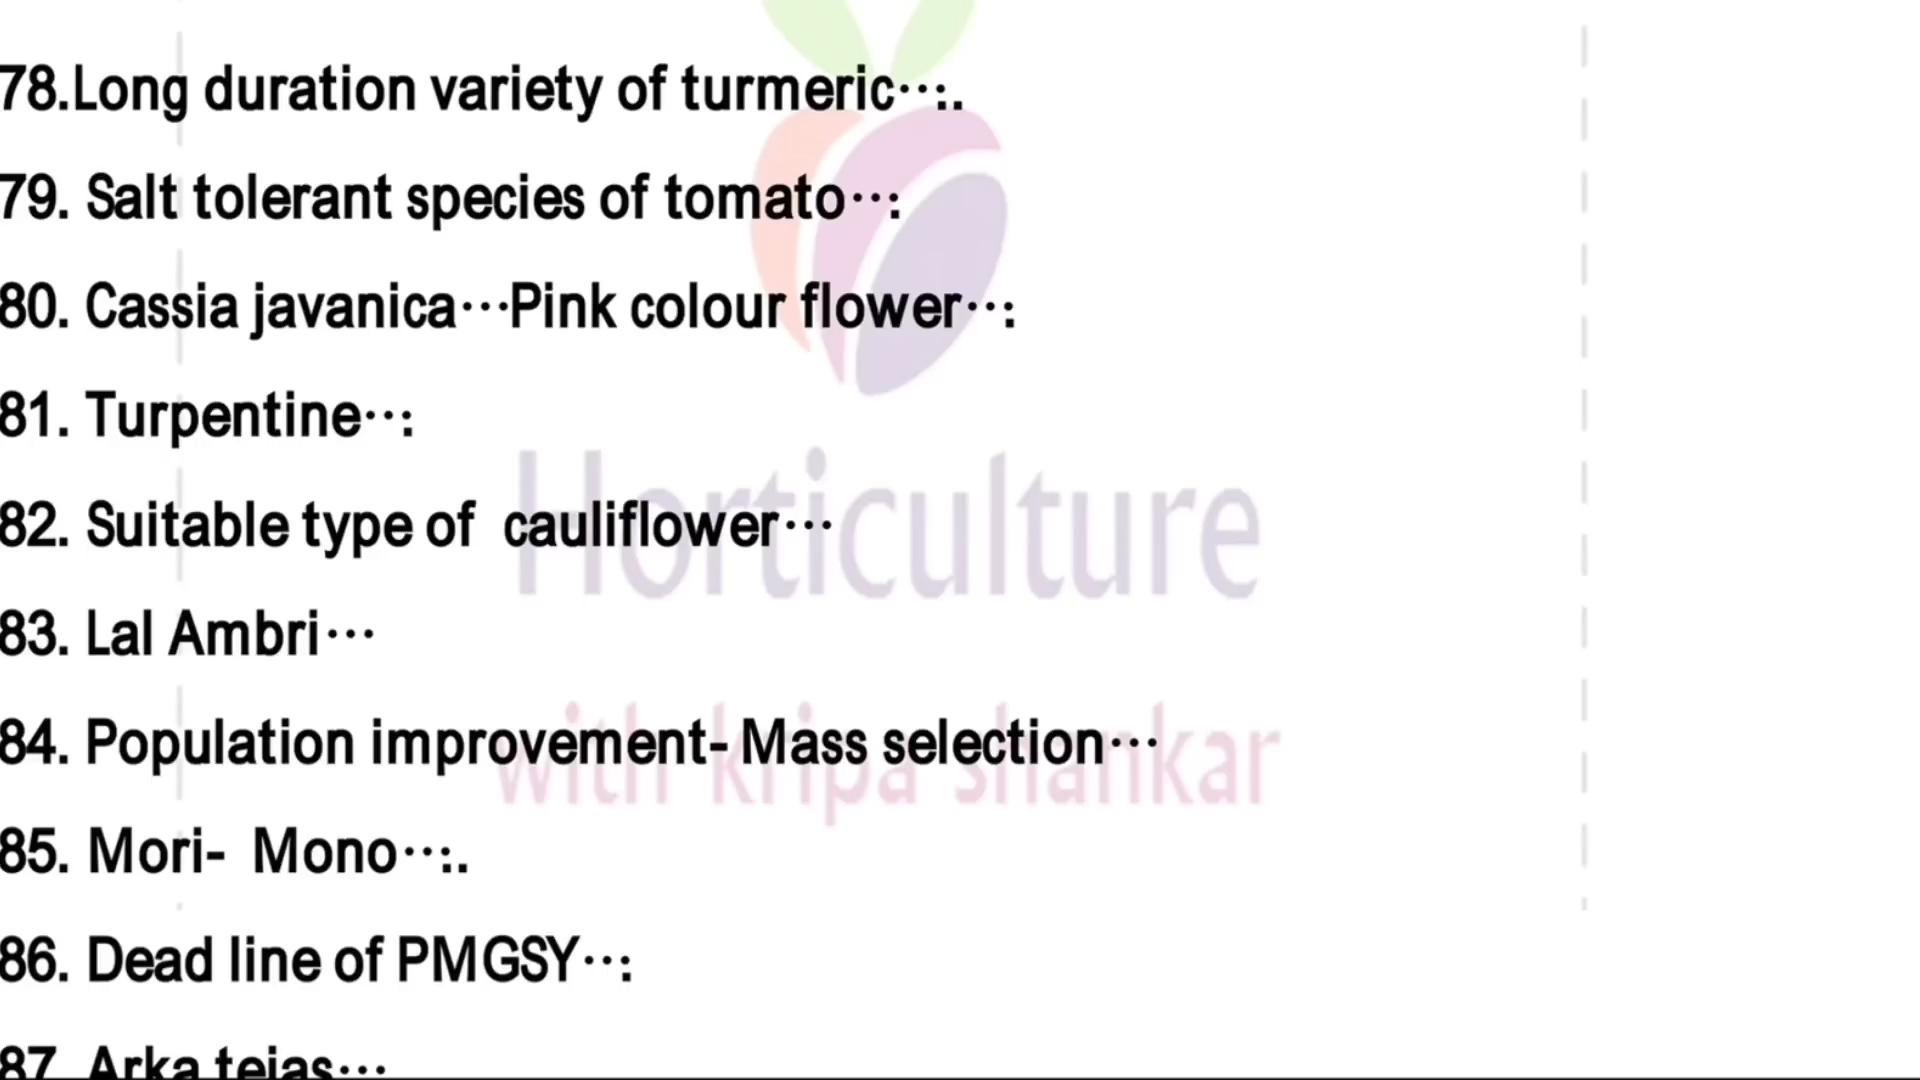 78.Long duration variety of turmeric…:.
79. Salt tolerant species of tomato…:
80. Cassia javanica…Pink colour flower…:
81. Turpentine…:
82. Suitable type of cauliflower…
83. Lal Ambri…
84. Population improvement- Mass selection…
85. Mori- Mono…:.
86. Dead line of PMGSY…:
87. Arka tejas…
Horticulture
with kripa shankar